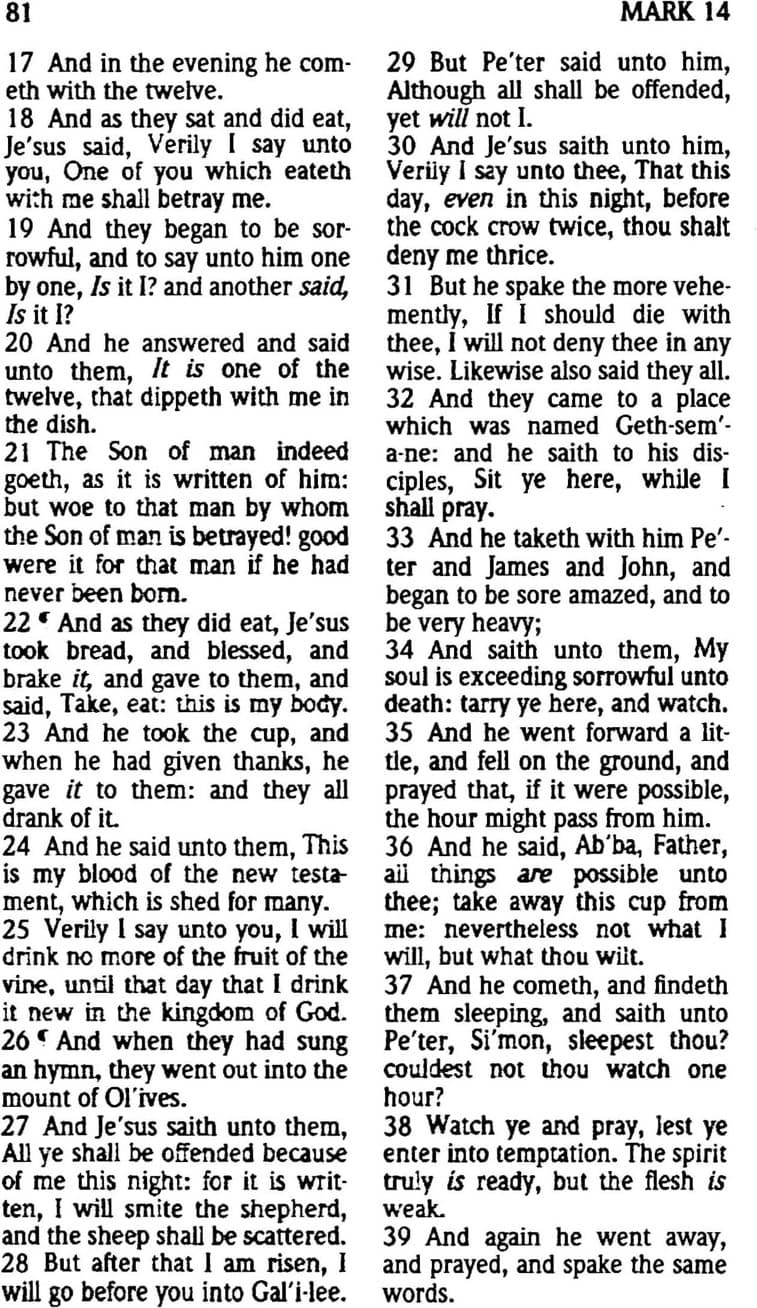 81
MARK 14
17 And in the evening he com-
eth with the twelve.
18 And as they sat and did eat,
Je′sus said, Verily I say unto
you, One of you which eateth
with me shall betray me.
19 And they began to be sor-
rowful, and to say unto him one
by one, Is it I? and another said,
Is it I?
20 And he answered and said
unto them, It is one of the
twelve, that dippeth with me in
the dish.
21 The Son of man indeed
goeth, as it is written of him:
but woe to that man by whom
the Son of man is betrayed! good
were it for that man if he had
never been born.
22 ¶ And as they did eat, Je′sus
took bread, and blessed, and
brake it, and gave to them, and
said, Take, eat: this is my body.
23 And he took the cup, and
when he had given thanks, he
gave it to them: and they all
drank of it.
24 And he said unto them, This
is my blood of the new testa-
ment, which is shed for many.
25 Verily I say unto you, I will
drink no more of the fruit of the
vine, until that day that I drink
it new in the kingdom of God.
26 ¶ And when they had sung
an hymn, they went out into the
mount of Ol′ives.
27 And Je′sus saith unto them,
All ye shall be offended because
of me this night: for it is writ-
ten, I will smite the shepherd,
and the sheep shall be scattered.
28 But after that I am risen, I
will go before you into Gal′i-lee.
29 But Pe′ter said unto him,
Although all shall be offended,
yet will not I.
30 And Je′sus saith unto him,
Verily I say unto thee, That this
day, even in this night, before
the cock crow twice, thou shalt
deny me thrice.
31 But he spake the more vehe-
mently, If I should die with
thee, I will not deny thee in any
wise. Likewise also said they all.
32 And they came to a place
which was named Geth-sem′-
a-ne: and he saith to his dis-
ciples, Sit ye here, while I
shall pray.
33 And he taketh with him Pe′-
ter and James and John, and
began to be sore amazed, and to
be very heavy;
34 And saith unto them, My
soul is exceeding sorrowful unto
death: tarry ye here, and watch.
35 And he went forward a lit-
tle, and fell on the ground, and
prayed that, if it were possible,
the hour might pass from him.
36 And he said, Ab′ba, Father,
all things are possible unto
thee; take away this cup from
me: nevertheless not what I
will, but what thou wilt.
37 And he cometh, and findeth
them sleeping, and saith unto
Pe′ter, Si′mon, sleepest thou?
couldest not thou watch one
hour?
38 Watch ye and pray, lest ye
enter into temptation. The spirit
truly is ready, but the flesh is
weak.
39 And again he went away,
and prayed, and spake the same
words.